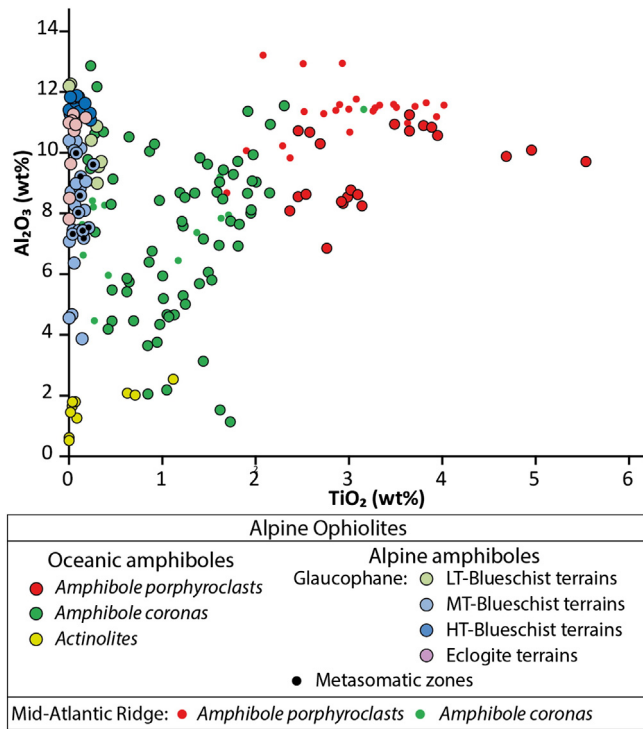 14
12
10
8
6
4
2
0
Al₂O₃ (wt%)
0 1 2 3 4 5 6
2
TiO₂ (wt%)
Alpine Ophiolites
Oceanic amphiboles
Amphibole porphyroclasts
Amphibole coronas
Actinolites
Alpine amphiboles
Glaucophane: LT-Blueschist terrains
MT-Blueschist terrains
HT-Blueschist terrains
Eclogite terrains
Metasomatic zones
Mid-Atlantic Ridge: Amphibole porphyroclasts Amphibole coronas